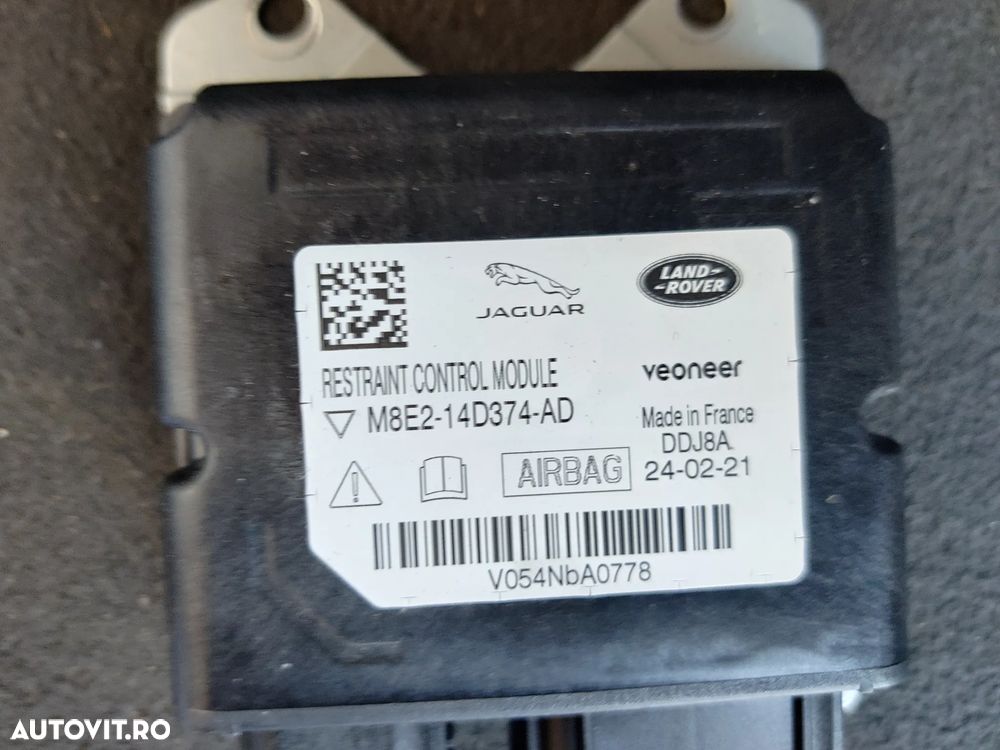 JAGUAR
LAND-
-ROVER
RESTRAINT CONTROL MODULE
M8E2-14D374-AD
veoneer
Made in France
DDJ8A
24-02-21
AIRBAG
V054NbA0778
AUTOVIT.RO